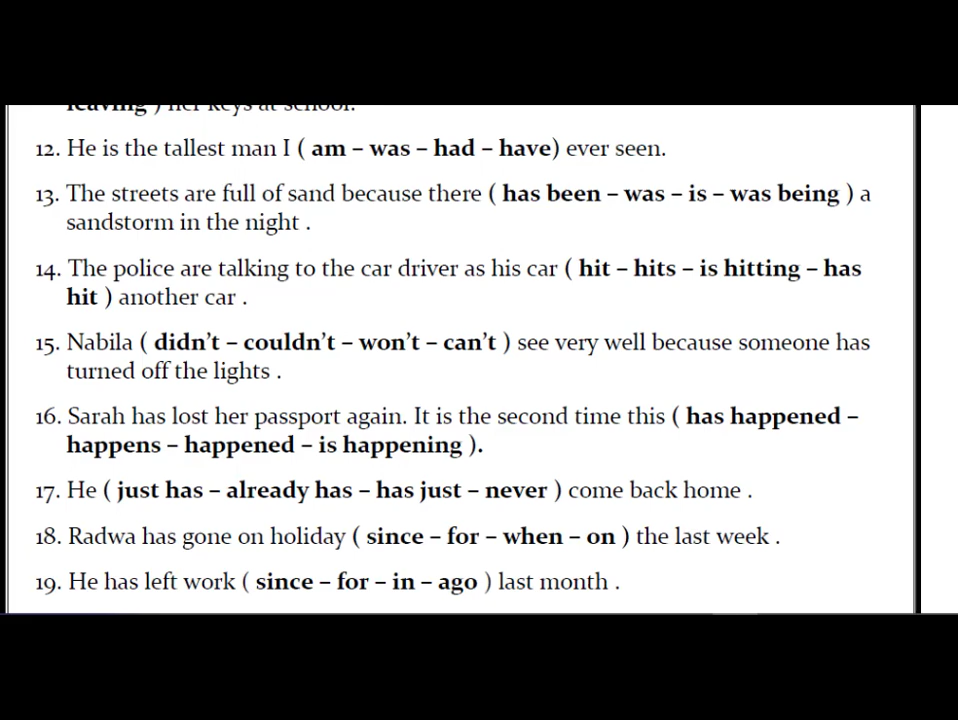 leaving ) her keys at school.
12. He is the tallest man I ( am – was – had – have) ever seen.
13. The streets are full of sand because there ( has been – was – is – was being ) a
sandstorm in the night .
14. The police are talking to the car driver as his car ( hit – hits – is hitting – has
hit ) another car .
15. Nabila ( didn’t – couldn’t – won’t – can’t ) see very well because someone has
turned off the lights .
16. Sarah has lost her passport again. It is the second time this ( has happened –
happens – happened – is happening ).
17. He ( just has – already has – has just – never ) come back home .
18. Radwa has gone on holiday ( since – for – when – on ) the last week .
19. He has left work ( since – for – in – ago ) last month .